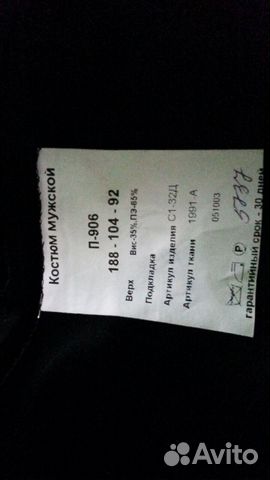 Костюм мужской
П-906
188 - 104 - 92
Верх Вис-35%,ПЭ-65%
Подкладка
Артикул изделия С1-32Д
Артикул ткани 1991 А
051003
P
гарантийный срок - 30 дней
Avito